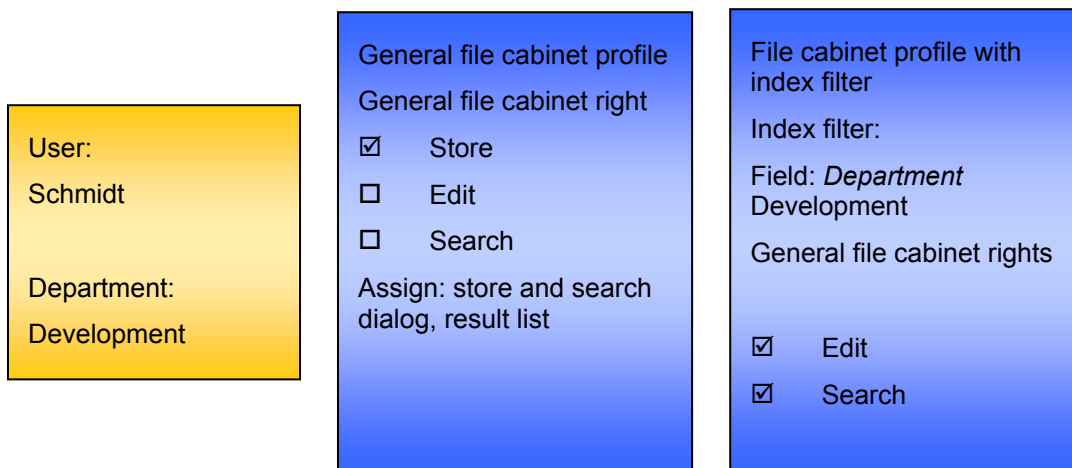 User:
Schmidt
Department:
Development
General file cabinet profile
General file cabinet right
☑ Store
☐ Edit
☐ Search
Assign: store and search
dialog, result list
File cabinet profile with
index filter
Index filter:
Field: Department
Development
General file cabinet rights
☑ Edit
☑ Search